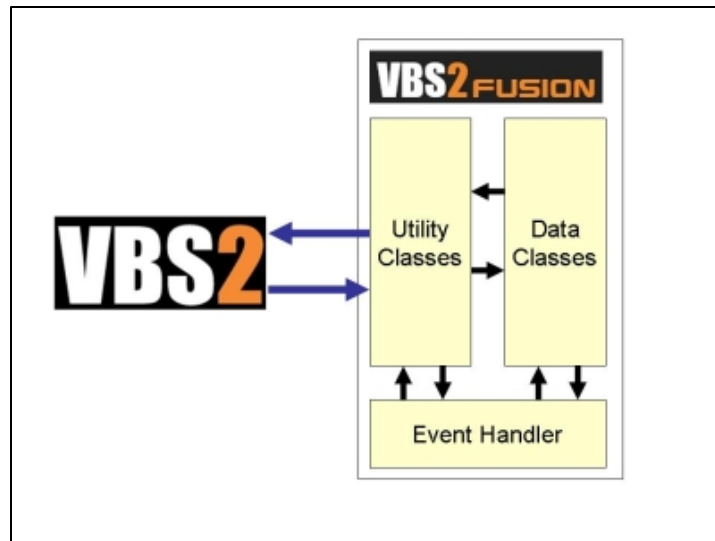 VBS2FUSION
Utility
Classes
Data
Classes
VBS2
Event Handler